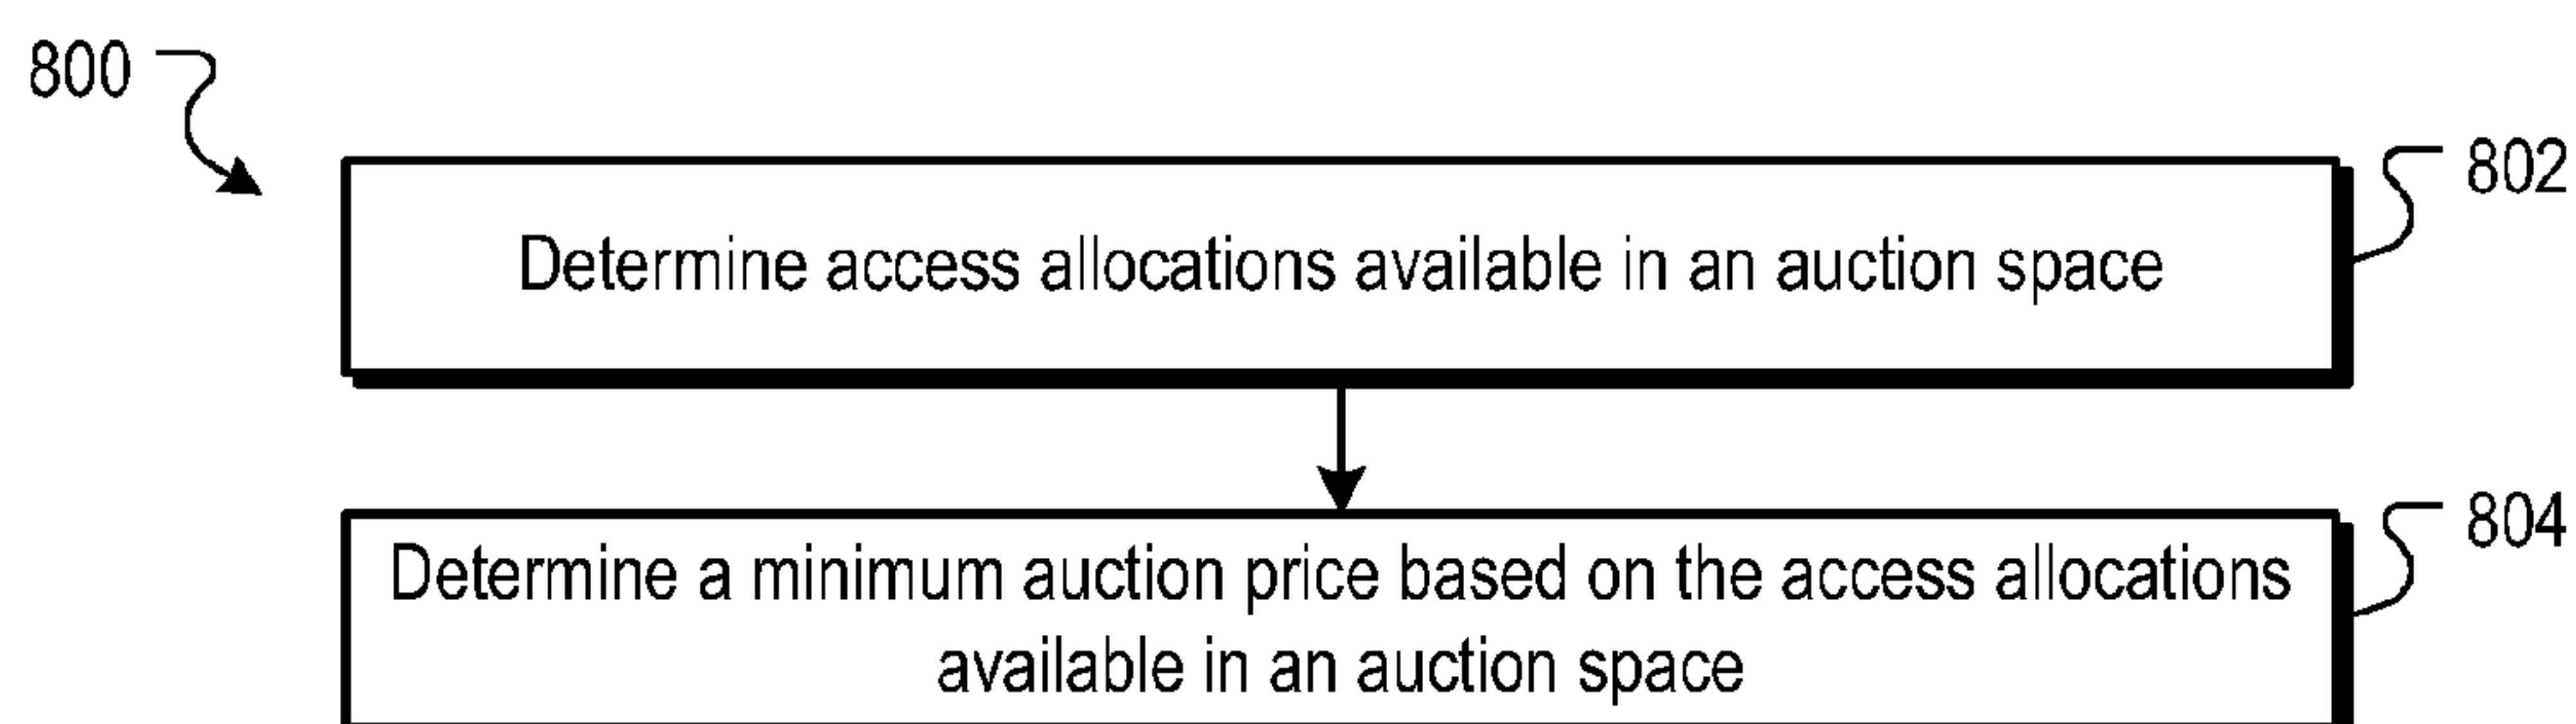 800
802
Determine access allocations available in an auction space
804
Determine a minimum auction price based on the access allocations
available in an auction space